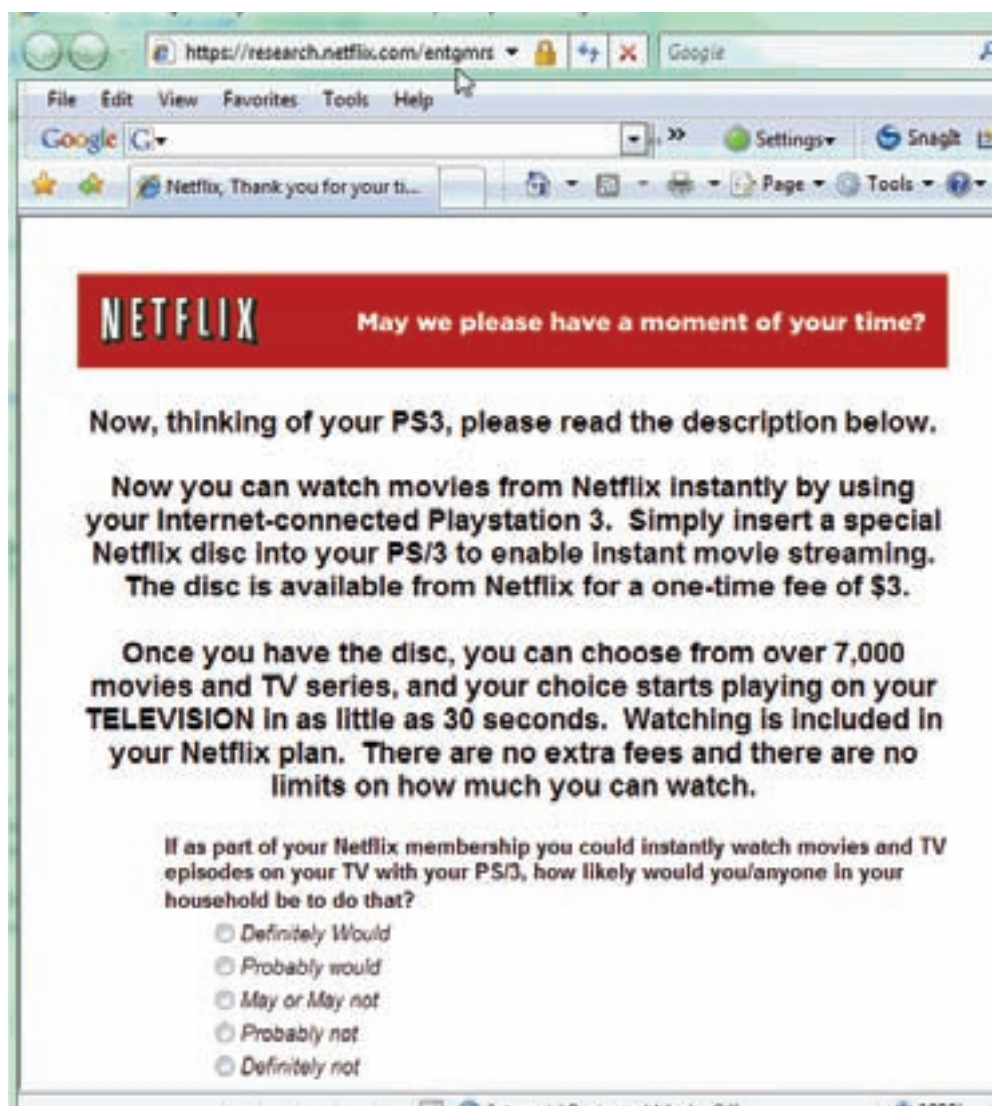 https://research.netflix.com/entgmrs
Google
File Edit View Favorites Tools Help
Google G Settings SnagIt
Netflix, Thank you for your ti... Page Tools
NETFLIX May we please have a moment of your time?
Now, thinking of your PS3, please read the description below.
Now you can watch movies from Netflix instantly by using
your Internet-connected Playstation 3. Simply insert a special
Netflix disc into your PS/3 to enable instant movie streaming.
The disc is available from Netflix for a one-time fee of $3.
Once you have the disc, you can choose from over 7,000
movies and TV series, and your choice starts playing on your
TELEVISION in as little as 30 seconds. Watching is included in
your Netflix plan. There are no extra fees and there are no
limits on how much you can watch.
If as part of your Netflix membership you could instantly watch movies and TV
episodes on your TV with your PS/3, how likely would you/anyone in your
household be to do that?
Definitely Would
Probably would
May or May not
Probably not
Definitely not